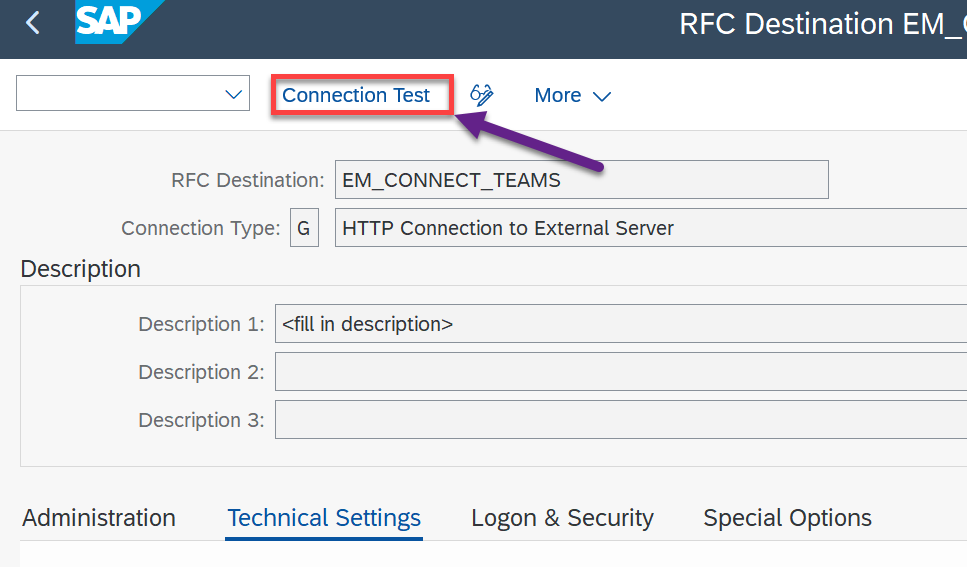 SAP
RFC Destination EM_
Connection Test More
RFC Destination: EM_CONNECT_TEAMS
Connection Type: G HTTP Connection to External Server
Description
Description 1: <fill in description>
Description 2:
Description 3:
Administration Technical Settings Logon & Security Special Options